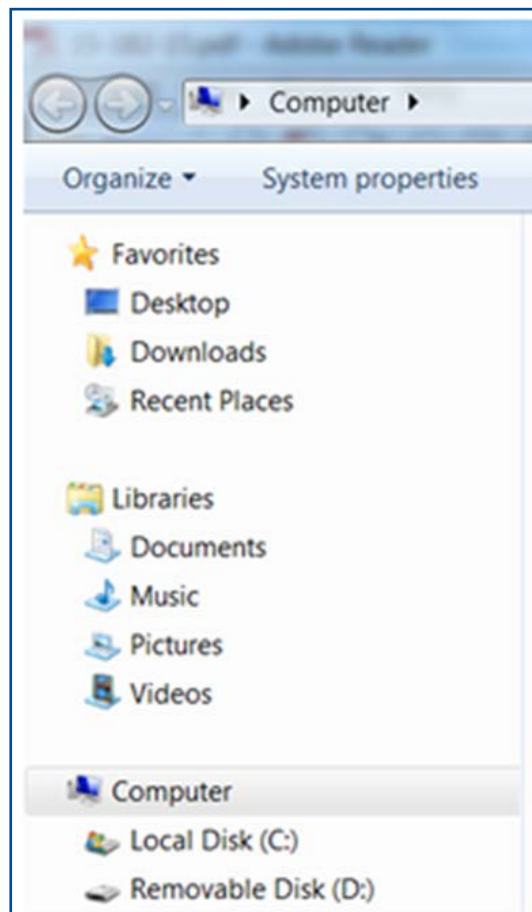 Computer
Organize System properties
Favorites
Desktop
Downloads
Recent Places
Libraries
Documents
Music
Pictures
Videos
Computer
Local Disk (C:)
Removable Disk (D:)